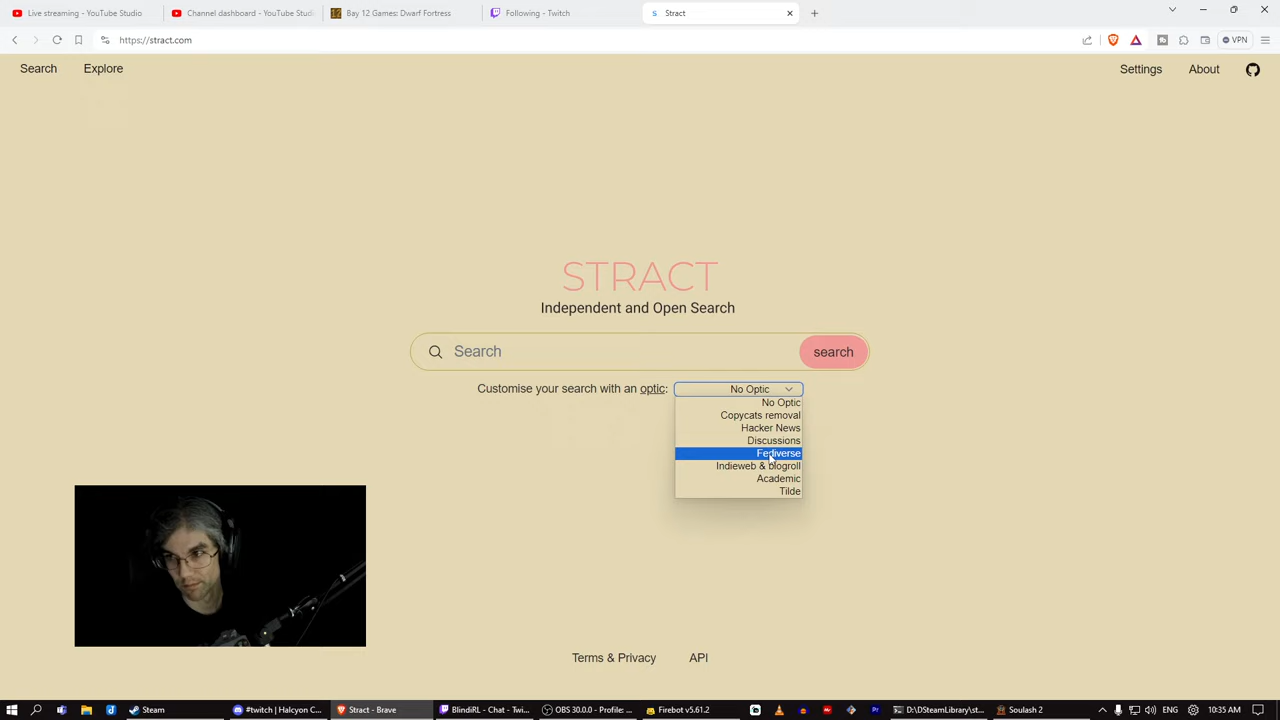 Live streaming - YouTube Studio
Channel dashboard - YouTube Studi
Bay 12 Games: Dwarf Fortress
Following - Twitch
Stract
https://stract.com
VPN
Search
Explore
Settings
About
STRACT
Independent and Open Search
Search
search
Customise your search with an optic:
No Optic
No Optic
Copycats removal
Hacker News
Discussions
Fediverse
Indieweb & blogroll
Academic
Tilde
Terms & Privacy
API
Steam
#twitch | Halcyon C...
Stract - Brave
BlindiRL - Chat - Twi...
OBS 30.0.0 - Profile: ...
Firebot v5.61.2
D:\DSteamLibrary\st...
Soulash 2
10:35 AM